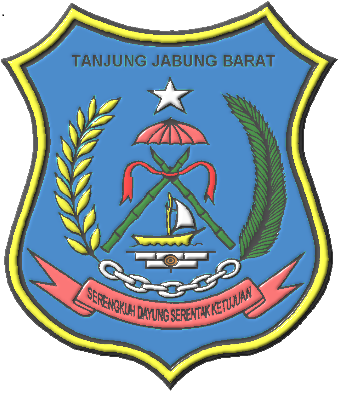 TANJUNG JABUNG BARAT
SERENGKUH DAYUNG SERENTAK KETUJUAN